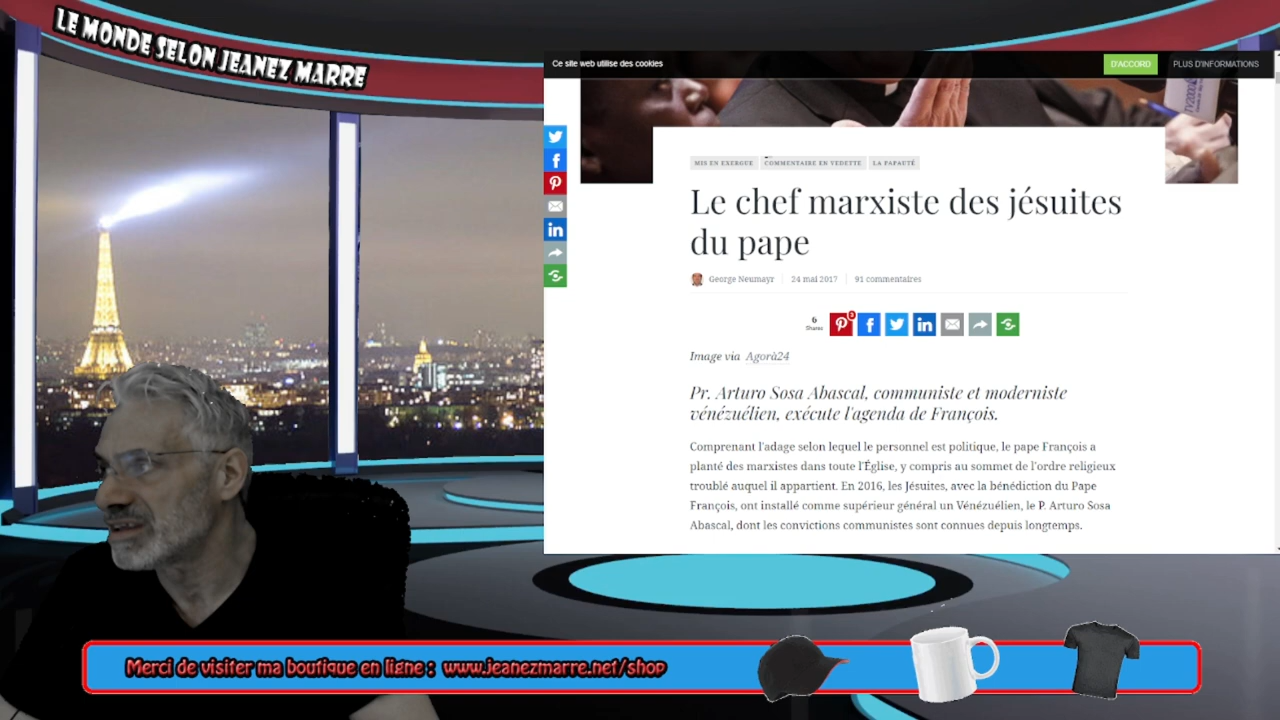 LE MONDE SELON JEANEZ MARRE
Ce site web utilise des cookies
D'ACCORD
PLUS D'INFORMATIONS
MIS EN EXERGUE
COMMENTAIRE EN VEDETTE
LA PAPAUTÉ
Le chef marxiste des jésuites
du pape
George Neumayr
24 mai 2017
91 commentaires
6
Shares
Image via Agorà24
Pr. Arturo Sosa Abascal, communiste et moderniste
vénézuélien, exécute l'agenda de François.
Comprenant l'adage selon lequel le personnel est politique, le pape François a
planté des marxistes dans toute l'Église, y compris au sommet de l'ordre religieux
troublé auquel il appartient. En 2016, les Jésuites, avec la bénédiction du Pape
François, ont installé comme supérieur général un Vénézuélien, le P. Arturo Sosa
Abascal, dont les convictions communistes sont connues depuis longtemps.
Merci de visiter ma boutique en ligne : www.jeanezmarre.net/shop